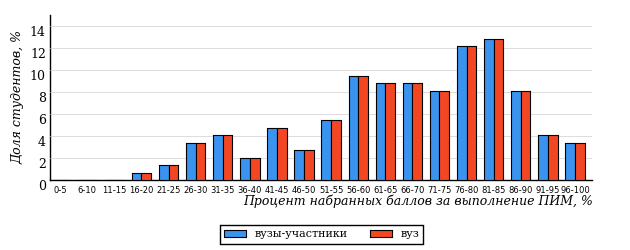 Доля студентов, %
14
12
10
8
6
4
2
0
0-5 6-10 11-15 16-20 21-25 26-30 31-35 36-40 41-45 46-50 51-55 56-60 61-65 66-70 71-75 76-80 81-85 86-90 91-95 96-100
Процент набранных баллов за выполнение ПИМ, %
вузы-участники вуз